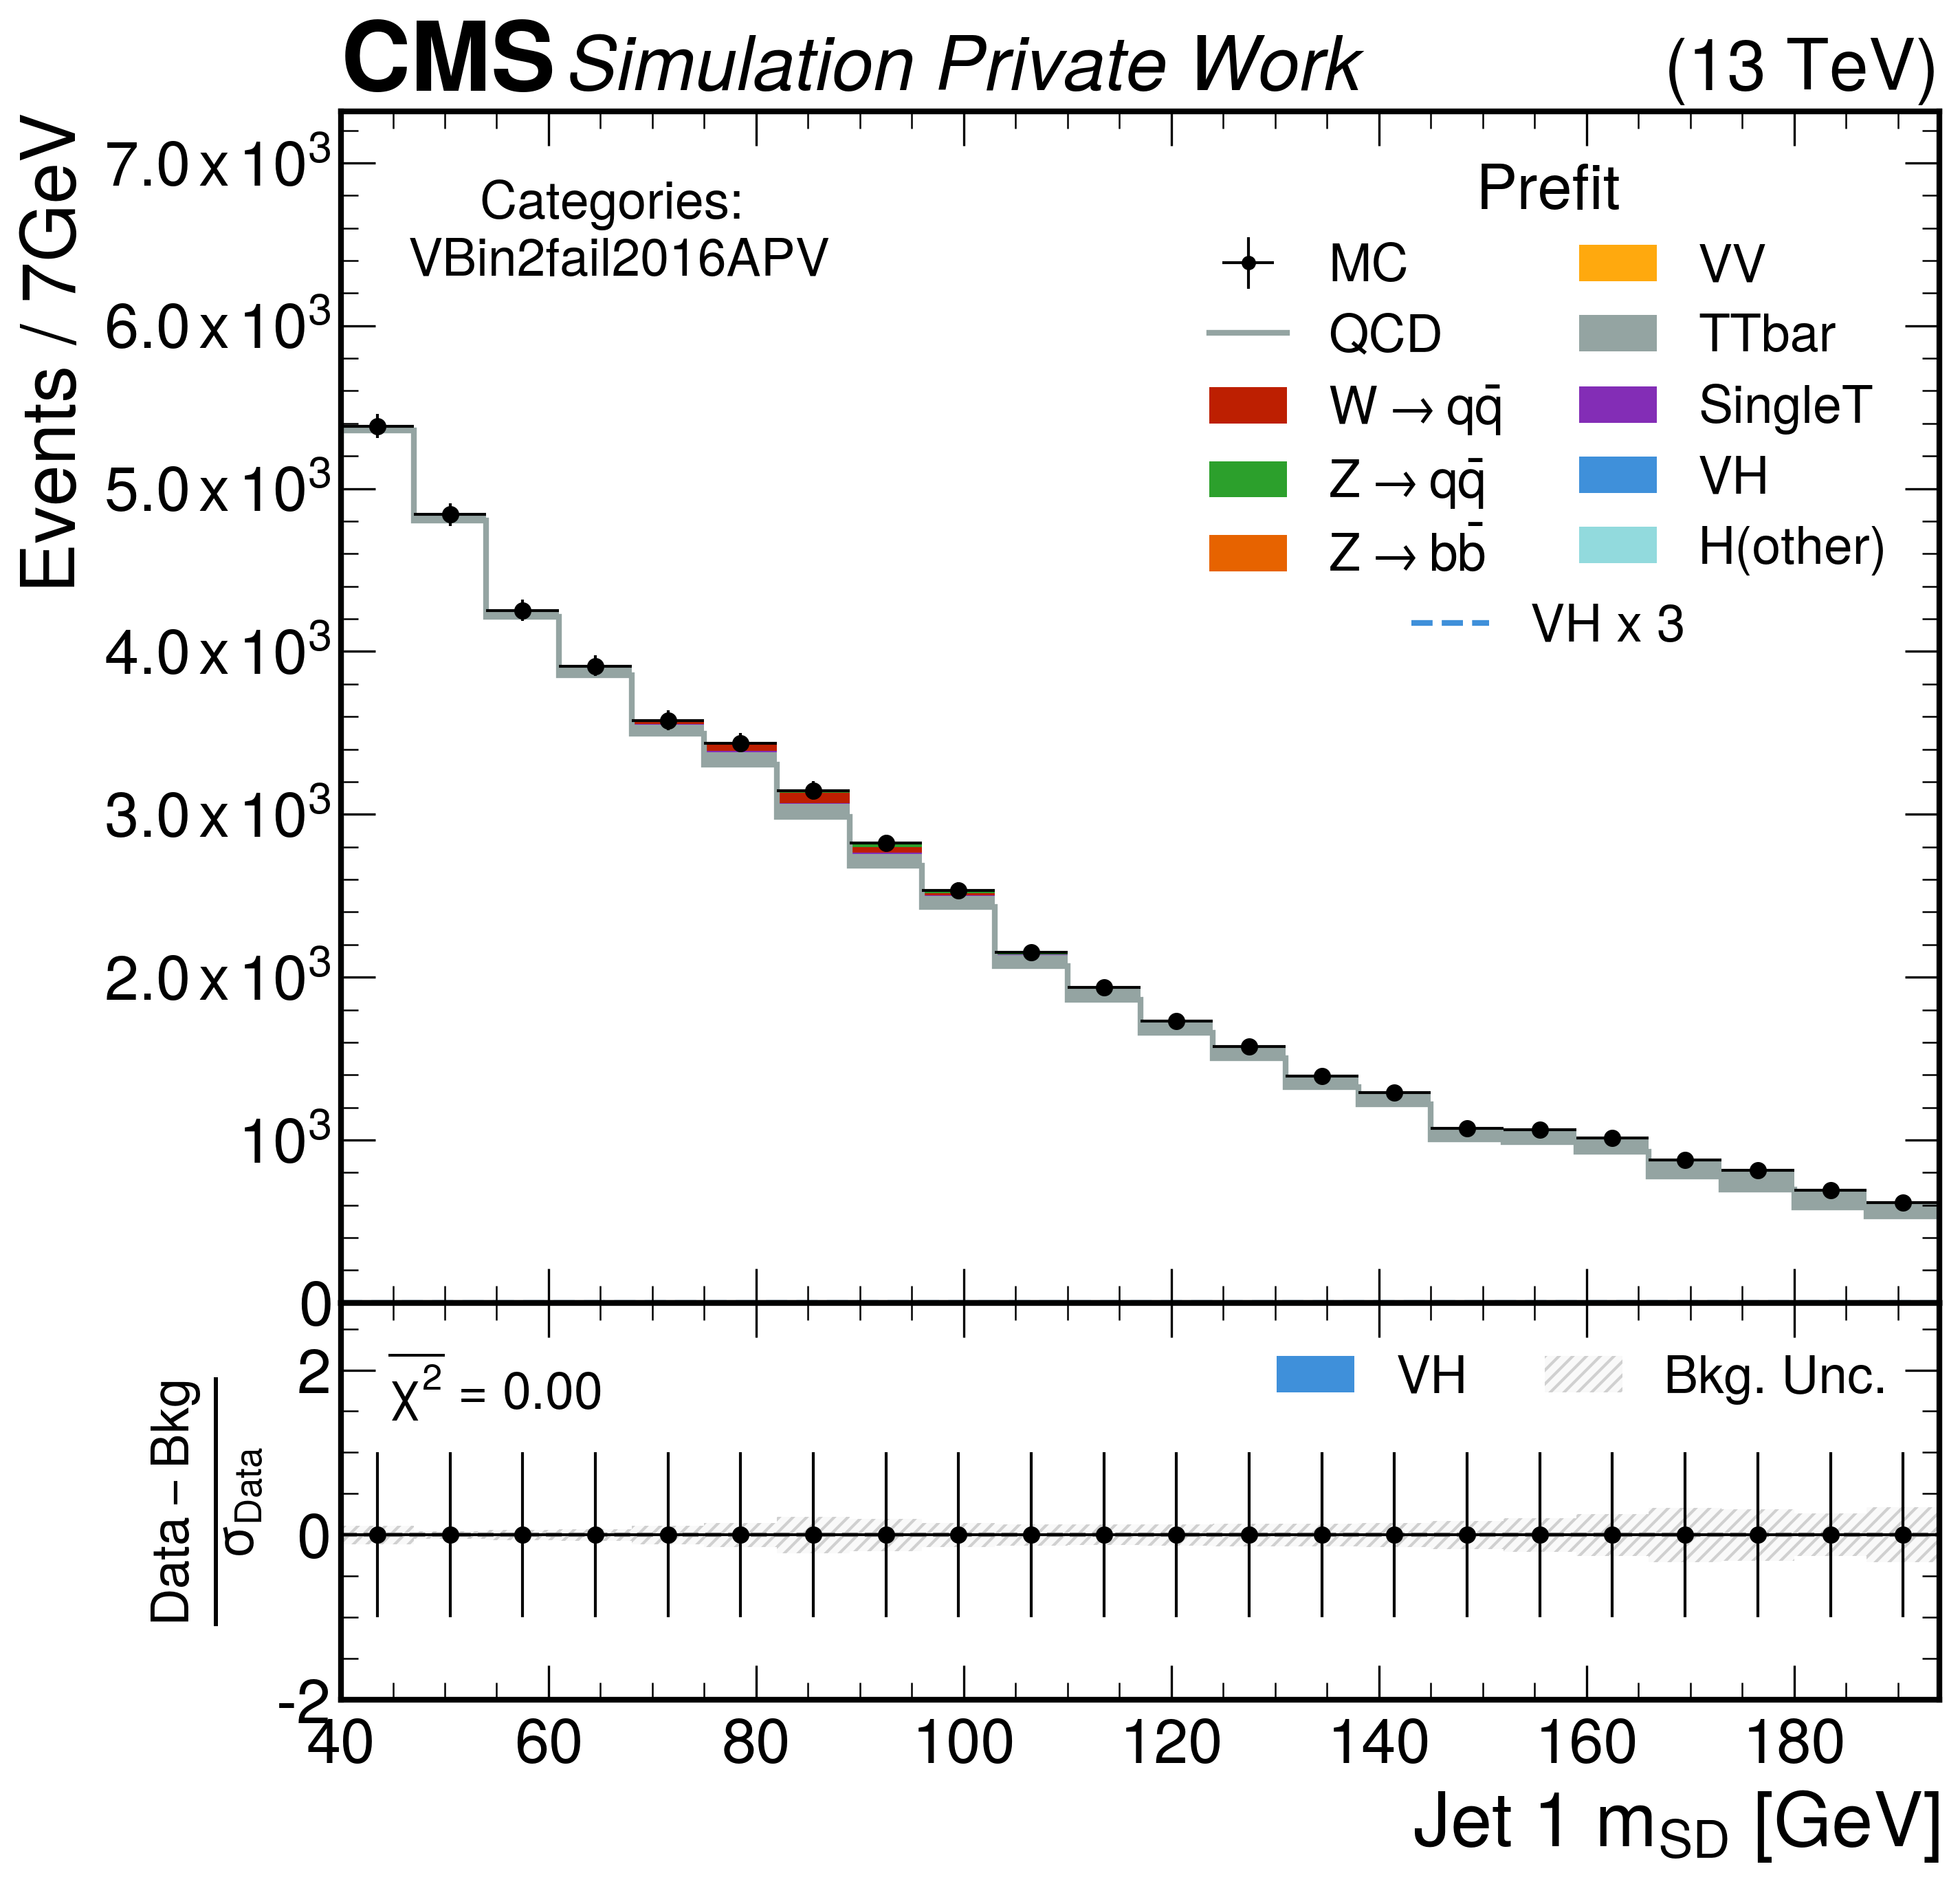 CMS Simulation Private Work (13 TeV)
Events / 7GeV
7.0 x 10³
6.0 x 10³
5.0 x 10³
4.0 x 10³
3.0 x 10³
2.0 x 10³
10³
0
Categories:
VBin2fail2016APV
Prefit
MC
QCD
W → qq̄
Z → qq̄
Z → bb̄
VV
TTbar
SingleT
VH
H(other)
VH x 3
Data – Bkg
σ_Data
2
0
-2
χ̅² = 0.00
VH
Bkg. Unc.
40 60 80 100 120 140 160 180
Jet 1 m_SD [GeV]